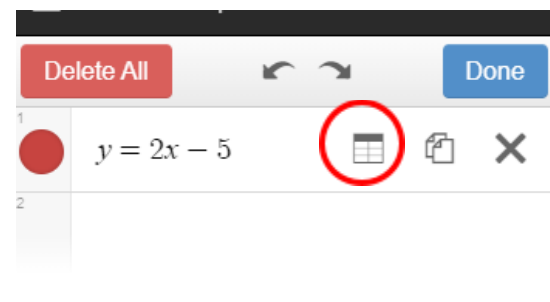 Delete All Done
1
y = 2x − 5
2